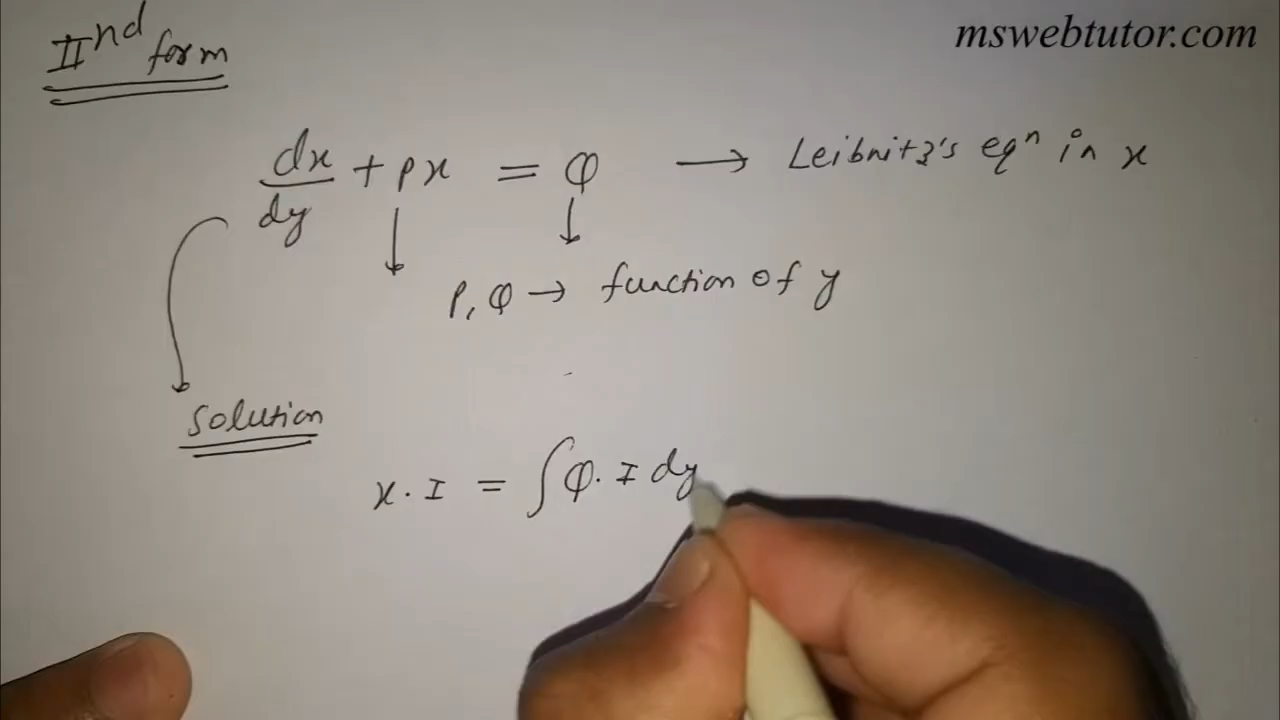 mswebtutor.com
IInd form
dx/dy + px = Q → Leibnitz's eqn in x
P, Q → function of y
Solution
x · I = ∫Q · I dy